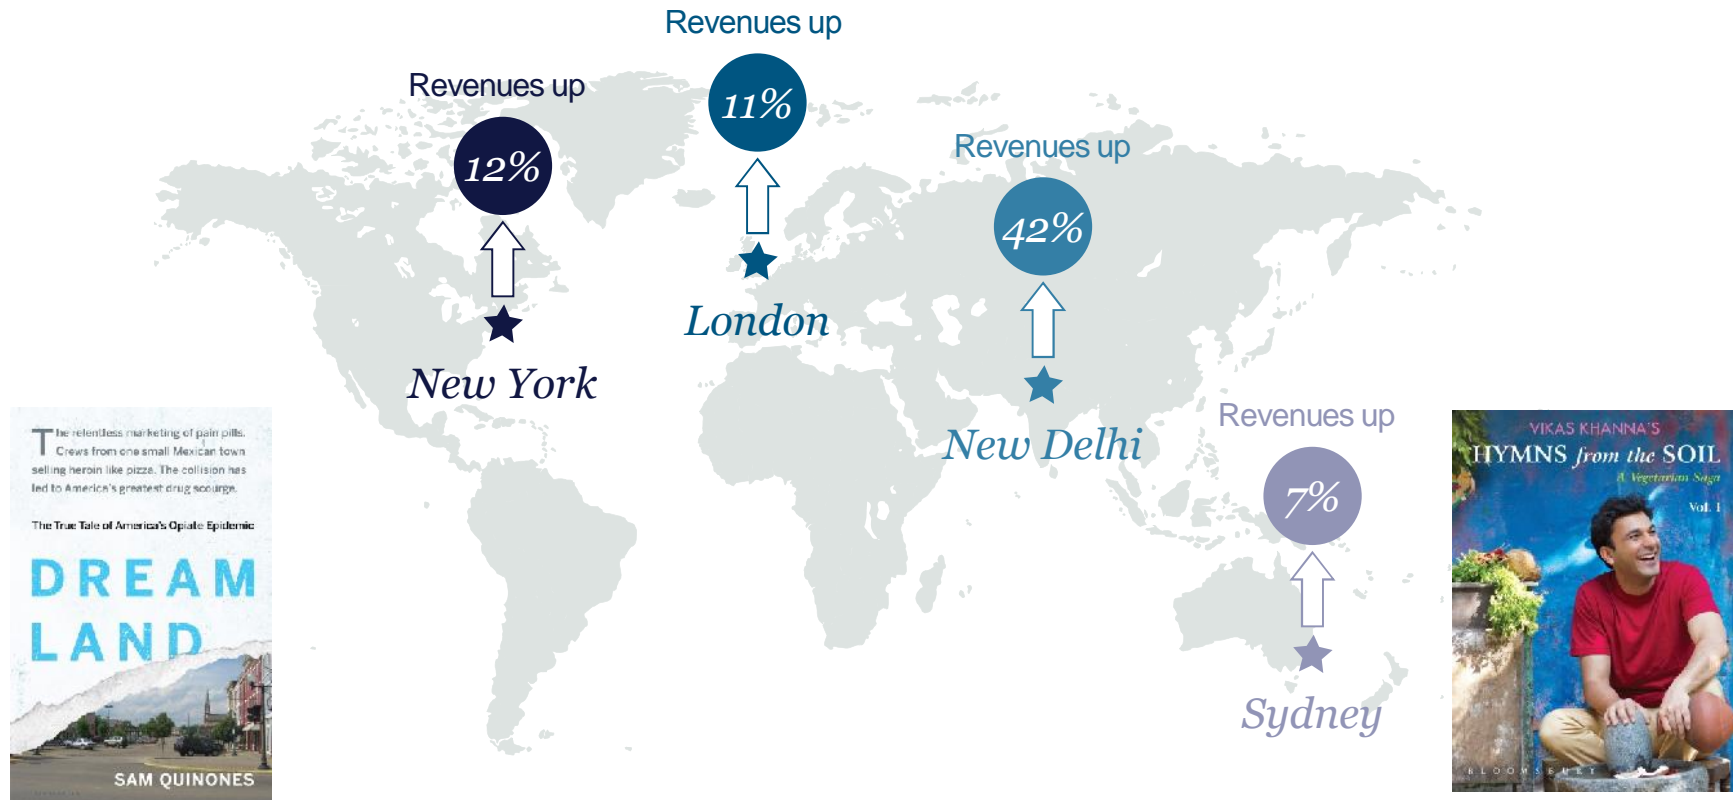 Revenues up
11%
London
Revenues up
12%
New York
Revenues up
42%
New Delhi
Revenues up
7%
Sydney
The relentless marketing of pain pills.
Crews from one small Mexican town
selling heroin like pizza. The collision has
led to America's greatest drug scourge.
The True Tale of America's Opiate Epidemic
DREAM
LAND
SAM QUINONES
VIKAS KHANNA'S
HYMNS from the SOIL
A Vegetarian Saga
Vol. 1
BLOOMSBURY